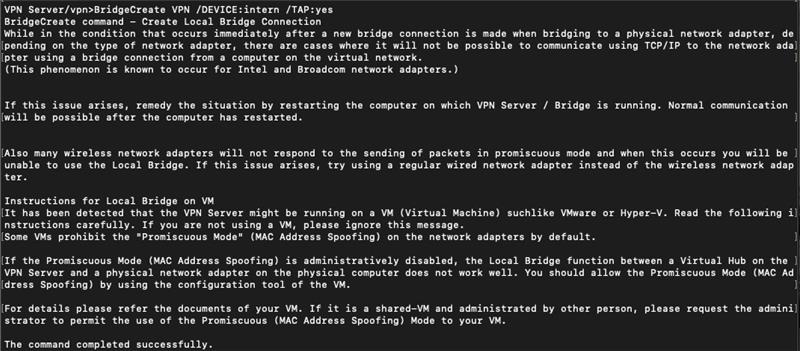 VPN Server/vpn>BridgeCreate VPN /DEVICE:intern /TAP:yes
BridgeCreate command - Create Local Bridge Connection
While in the condition that occurs immediately after a new bridge connection is made when bridging to a physical network adapter, de
[pending on the type of network adapter, there are cases where it will not be possible to communicate using TCP/IP to the network ada]
[pter using a bridge connection from a computer on the virtual network.]
(This phenomenon is known to occur for Intel and Broadcom network adapters.)
If this issue arises, remedy the situation by restarting the computer on which VPN Server / Bridge is running. Normal communication
[will be possible after the computer has restarted.]
[Also many wireless network adapters will not respond to the sending of packets in promiscuous mode and when this occurs you will be ]
[unable to use the Local Bridge. If this issue arises, try using a regular wired network adapter instead of the wireless network adap]
ter.
Instructions for Local Bridge on VM
[It has been detected that the VPN Server might be running on a VM (Virtual Machine) suchlike VMware or Hyper-V. Read the following i]
[nstructions carefully. If you are not using a VM, please ignore this message.]
[Some VMs prohibit the "Promiscuous Mode" (MAC Address Spoofing) on the network adapters by default.]
[If the Promiscuous Mode (MAC Address Spoofing) is administratively disabled, the Local Bridge function between a Virtual Hub on the ]
[VPN Server and a physical network adapter on the physical computer does not work well. You should allow the Promiscuous Mode (MAC Ad]
[dress Spoofing) by using the configuration tool of the VM.]
[For details please refer the documents of your VM. If it is a shared-VM and administrated by other person, please request the admini]
[strator to permit the use of the Promiscuous (MAC Address Spoofing) Mode to your VM.]
The command completed successfully.